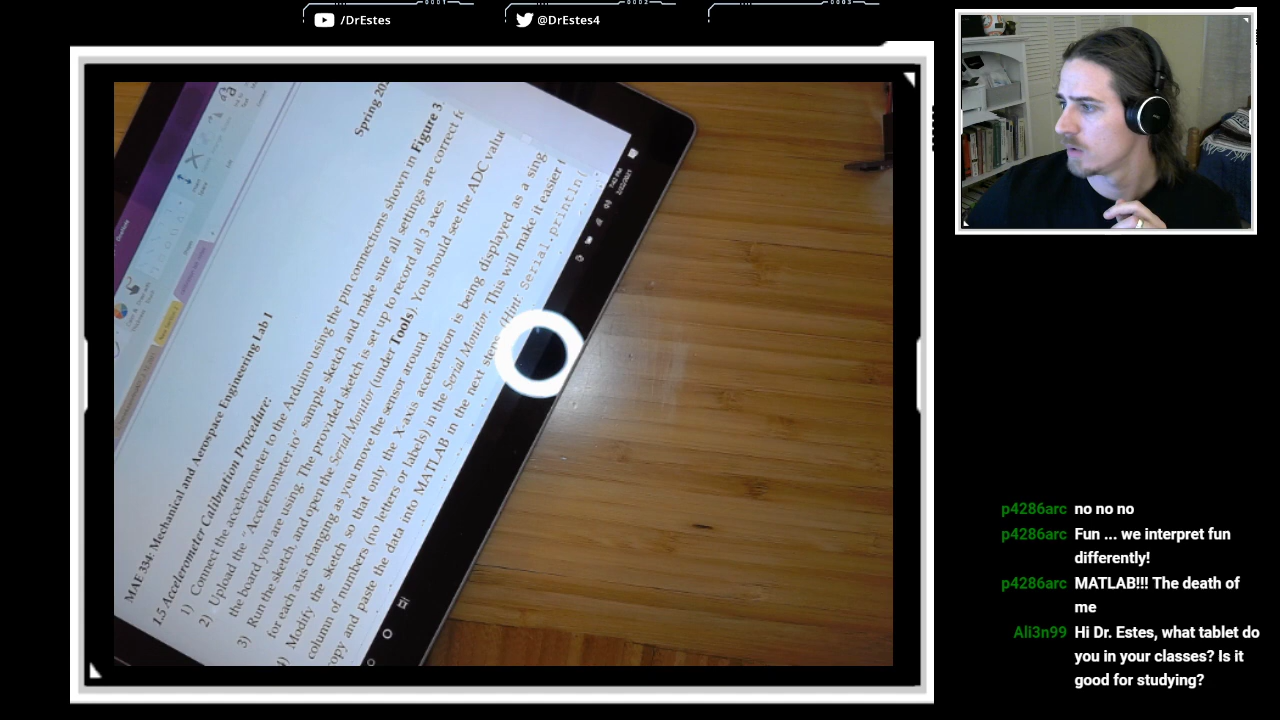 0001
0002
0003
/DrEstes
@DrEstes4
MAE 334: Mechanical and Aerospace Engineering Lab I
Spring 20
1.5 Accelerometer Calibration Procedure:
1) Connect the accelerometer to the Arduino using the pin connections shown in Figure 3.
2) Upload the "Accelerometer.io" sample sketch and make sure all settings are correct fo
the board you are using. The provided sketch is set up to record all 3 axes.
3) Run the sketch, and open the Serial Monitor (under Tools). You should see the ADC value
for each axis changing as you move the sensor around.
4) Modify the sketch so that only the X-axis acceleration is being displayed as a sing
column of numbers (no letters or labels) in the Serial Monitor. This will make it easier t
copy and paste the data into MATLAB in the next steps. (Hint: Serial.println(
p4286arc no no no
p4286arc Fun ... we interpret fun
differently!
p4286arc MATLAB!!! The death of
me
Ali3n99 Hi Dr. Estes, what tablet do
you in your classes? Is it
good for studying?